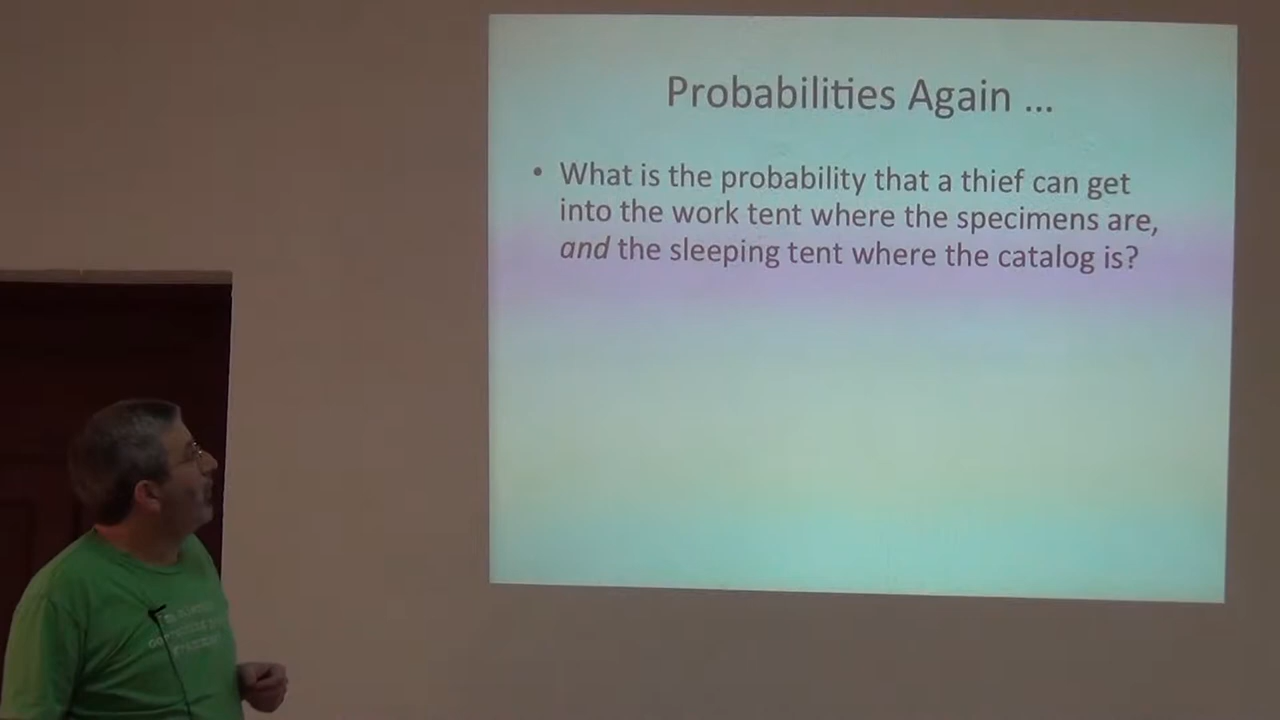 Probabilities Again ...
• What is the probability that a thief can get
into the work tent where the specimens are,
and the sleeping tent where the catalog is?